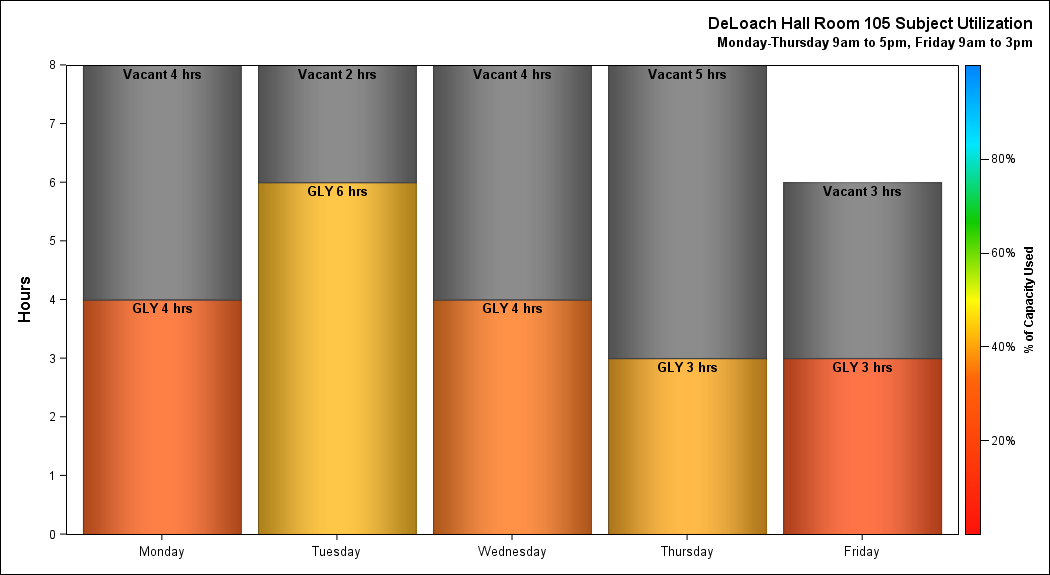 DeLoach Hall Room 105 Subject Utilization
Monday-Thursday 9am to 5pm, Friday 9am to 3pm
Hours
8
7
6
5
4
3
2
1
0
Vacant 4 hrs
GLY 4 hrs
Vacant 2 hrs
GLY 6 hrs
Vacant 4 hrs
GLY 4 hrs
Vacant 5 hrs
GLY 3 hrs
Vacant 3 hrs
GLY 3 hrs
Monday
Tuesday
Wednesday
Thursday
Friday
80%
60%
40%
20%
% of Capacity Used